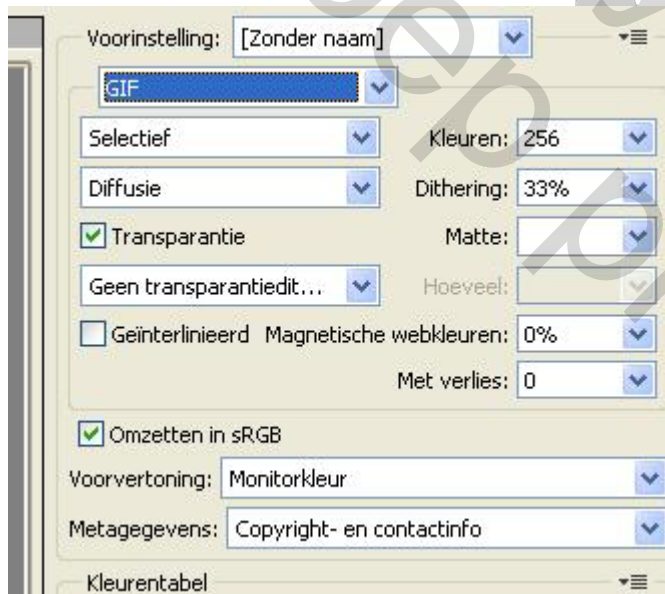 Voorinstelling: [Zonder naam]
GIF
Selectief Kleuren: 256
Diffusie Dithering: 33%
Transparantie Matte:
Geen transparantiedit... Hoeveel:
Geïnterlinieerd Magnetische webkleuren: 0%
Met verlies: 0
Omzetten in sRGB
Voorvertoning: Monitorkleur
Metagegevens: Copyright- en contactinfo
Kleurentabel